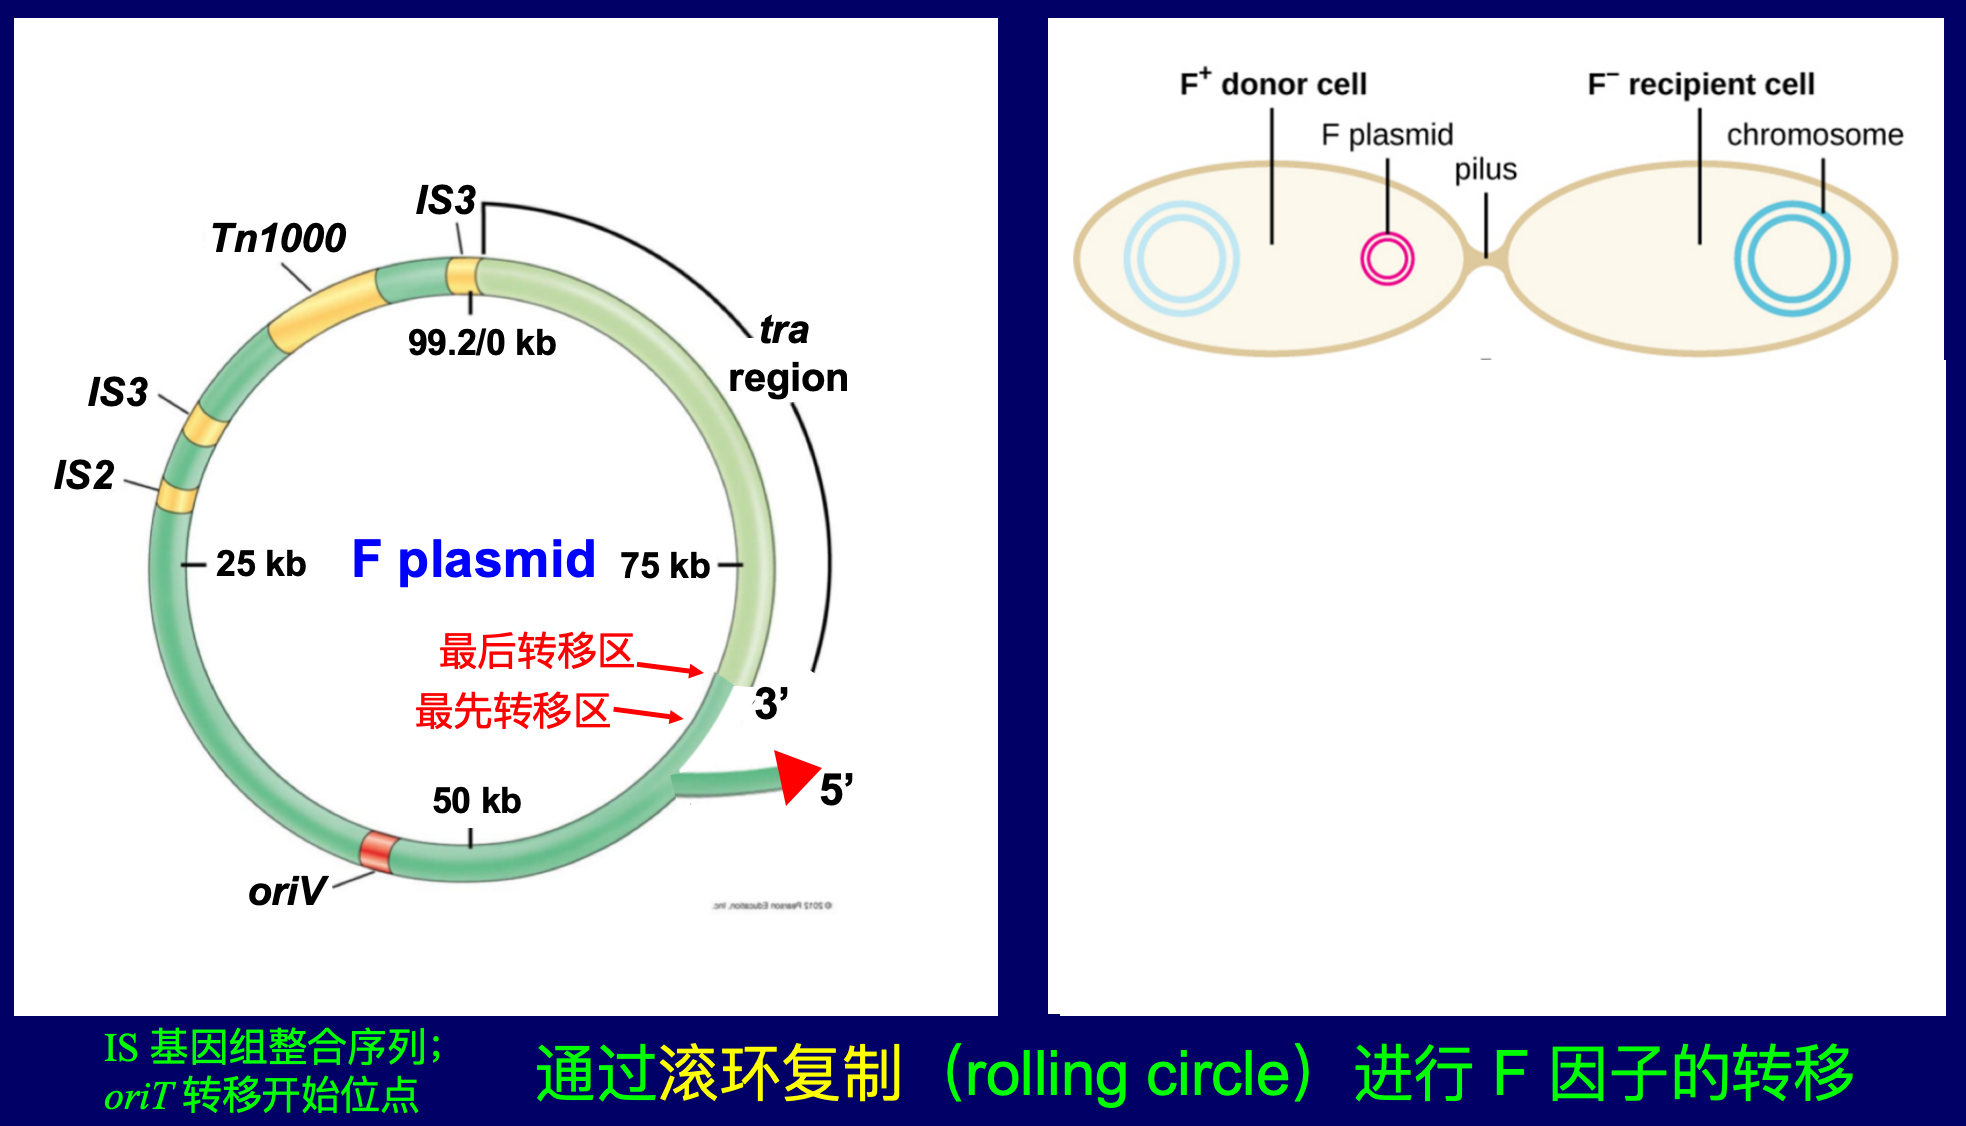 IS3
Tn1000
99.2/0 kb
tra
region
IS3
IS2
25 kb
F plasmid
75 kb
最后转移区
最先转移区
3’
5’
50 kb
oriV
© 2012 Pearson Education, Inc.
F⁺ donor cell
F⁻ recipient cell
F plasmid
chromosome
pilus
IS 基因组整合序列；
oriT 转移开始位点
通过滚环复制（rolling circle）进行 F 因子的转移